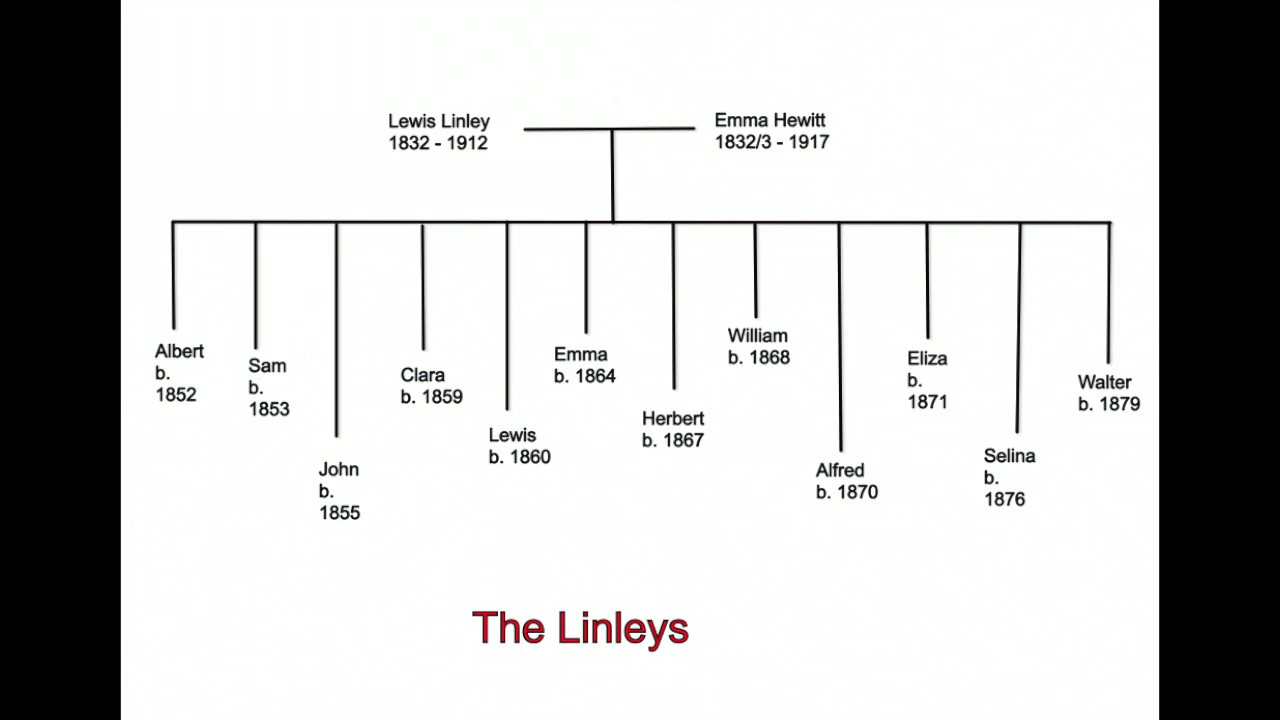 Lewis Linley
1832 - 1912
Emma Hewitt
1832/3 - 1917
Albert
b.
1852
Sam
b.
1853
John
b.
1855
Clara
b. 1859
Lewis
b. 1860
Emma
b. 1864
Herbert
b. 1867
William
b. 1868
Alfred
b. 1870
Eliza
b.
1871
Selina
b.
1876
Walter
b. 1879
The Linleys